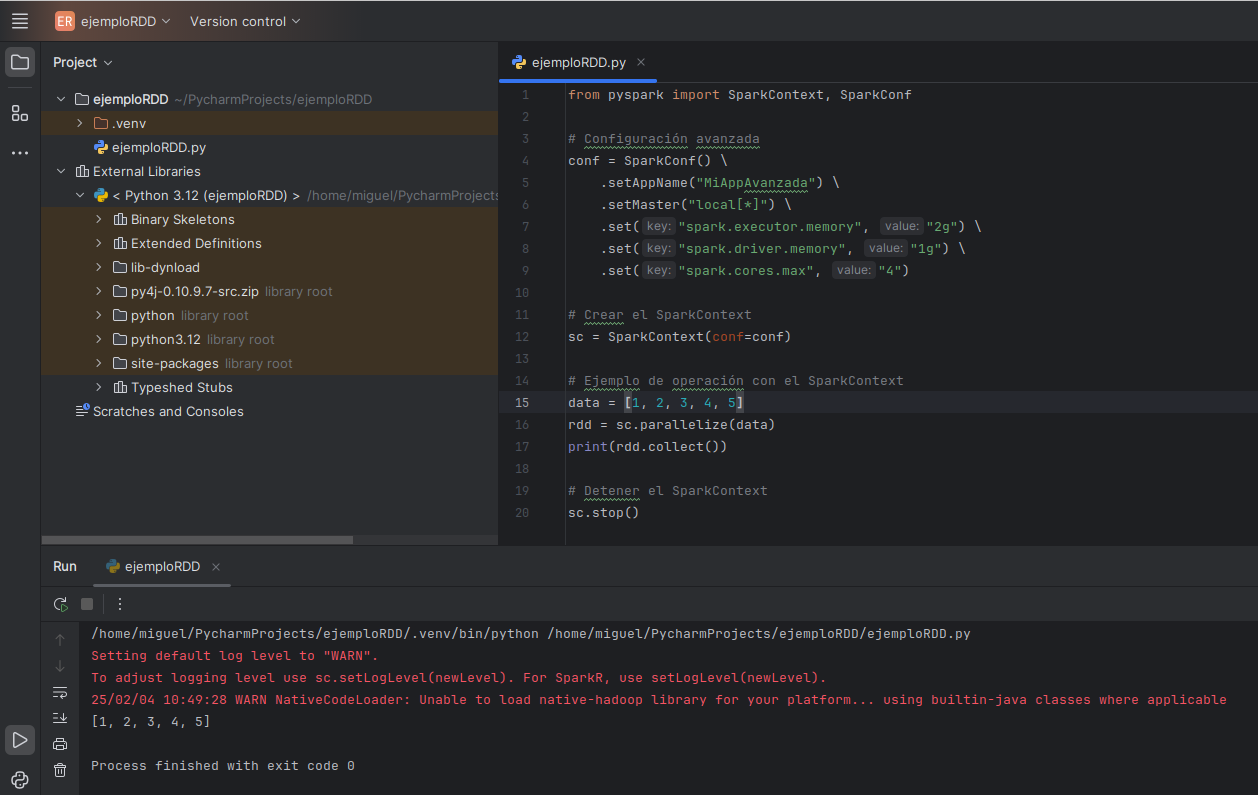 ER ejemploRDD Version control
Project
ejemploRDD ~/PycharmProjects/ejemploRDD
.venv
ejemploRDD.py
External Libraries
< Python 3.12 (ejemploRDD) > /home/miguel/PycharmProjects
Binary Skeletons
Extended Definitions
lib-dynload
py4j-0.10.9.7-src.zip library root
python library root
python3.12 library root
site-packages library root
Typeshed Stubs
Scratches and Consoles
ejemploRDD.py
1 from pyspark import SparkContext, SparkConf
2
3 # Configuración avanzada
4 conf = SparkConf() \
5 .setAppName("MiAppAvanzada") \
6 .setMaster("local[*]") \
7 .set( key: "spark.executor.memory", value: "2g") \
8 .set( key: "spark.driver.memory", value: "1g") \
9 .set( key: "spark.cores.max", value: "4")
10
11 # Crear el SparkContext
12 sc = SparkContext(conf=conf)
13
14 # Ejemplo de operación con el SparkContext
15 data = [1, 2, 3, 4, 5]
16 rdd = sc.parallelize(data)
17 print(rdd.collect())
18
19 # Detener el SparkContext
20 sc.stop()
Run ejemploRDD
/home/miguel/PycharmProjects/ejemploRDD/.venv/bin/python /home/miguel/PycharmProjects/ejemploRDD/ejemploRDD.py
Setting default log level to "WARN".
To adjust logging level use sc.setLogLevel(newLevel). For SparkR, use setLogLevel(newLevel).
25/02/04 10:49:28 WARN NativeCodeLoader: Unable to load native-hadoop library for your platform... using builtin-java classes where applicable
[1, 2, 3, 4, 5]
Process finished with exit code 0